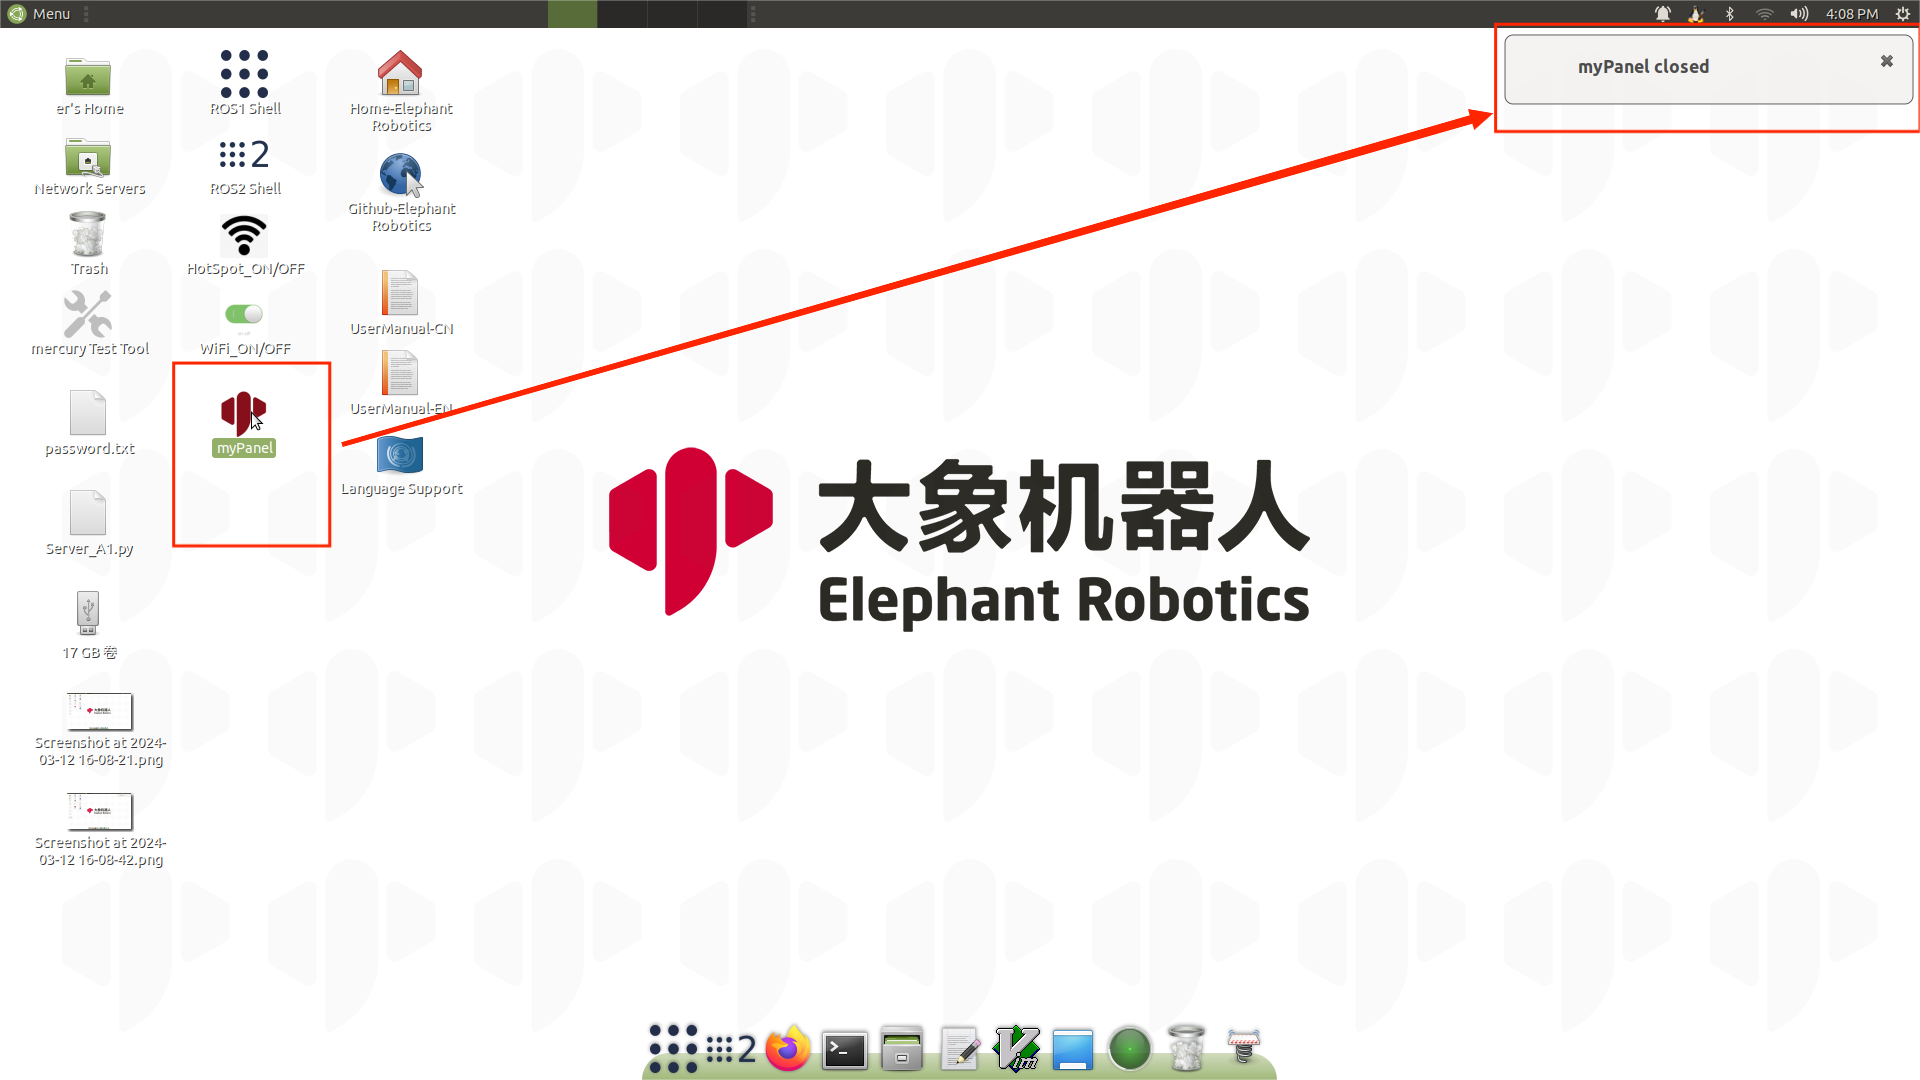 Menu
4:08 PM
myPanel closed
er's Home
ROS1 Shell
Home-Elephant
Robotics
2
Network Servers
ROS2 Shell
Github-Elephant
Robotics
Trash
HotSpot_ON/OFF
UserManual-CN
mercury Test Tool
WiFi_ON/OFF
UserManual-EN
password.txt
myPanel
Language Support
大象机器人
Elephant Robotics
Server_A1.py
17 GB 卷
Screenshot at 2024-
03-12 16-08-21.png
Screenshot at 2024-
03-12 16-08-42.png
2
Vim